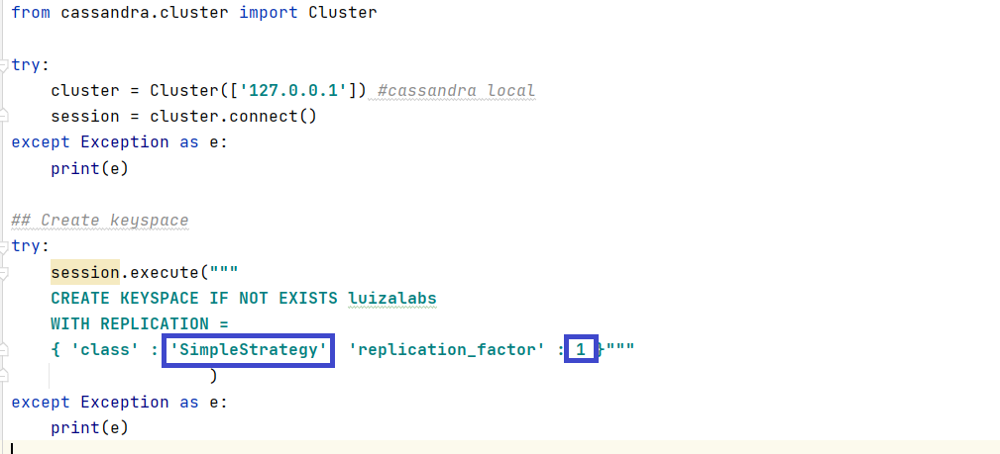 from cassandra.cluster import Cluster
try:
    cluster = Cluster(['127.0.0.1']) #cassandra local
    session = cluster.connect()
except Exception as e:
    print(e)
## Create keyspace
try:
    session.execute("""
    CREATE KEYSPACE IF NOT EXISTS luizalabs
    WITH REPLICATION =
    { 'class' : 'SimpleStrategy' 'replication_factor' : 1 }"""
                    )
except Exception as e:
    print(e)